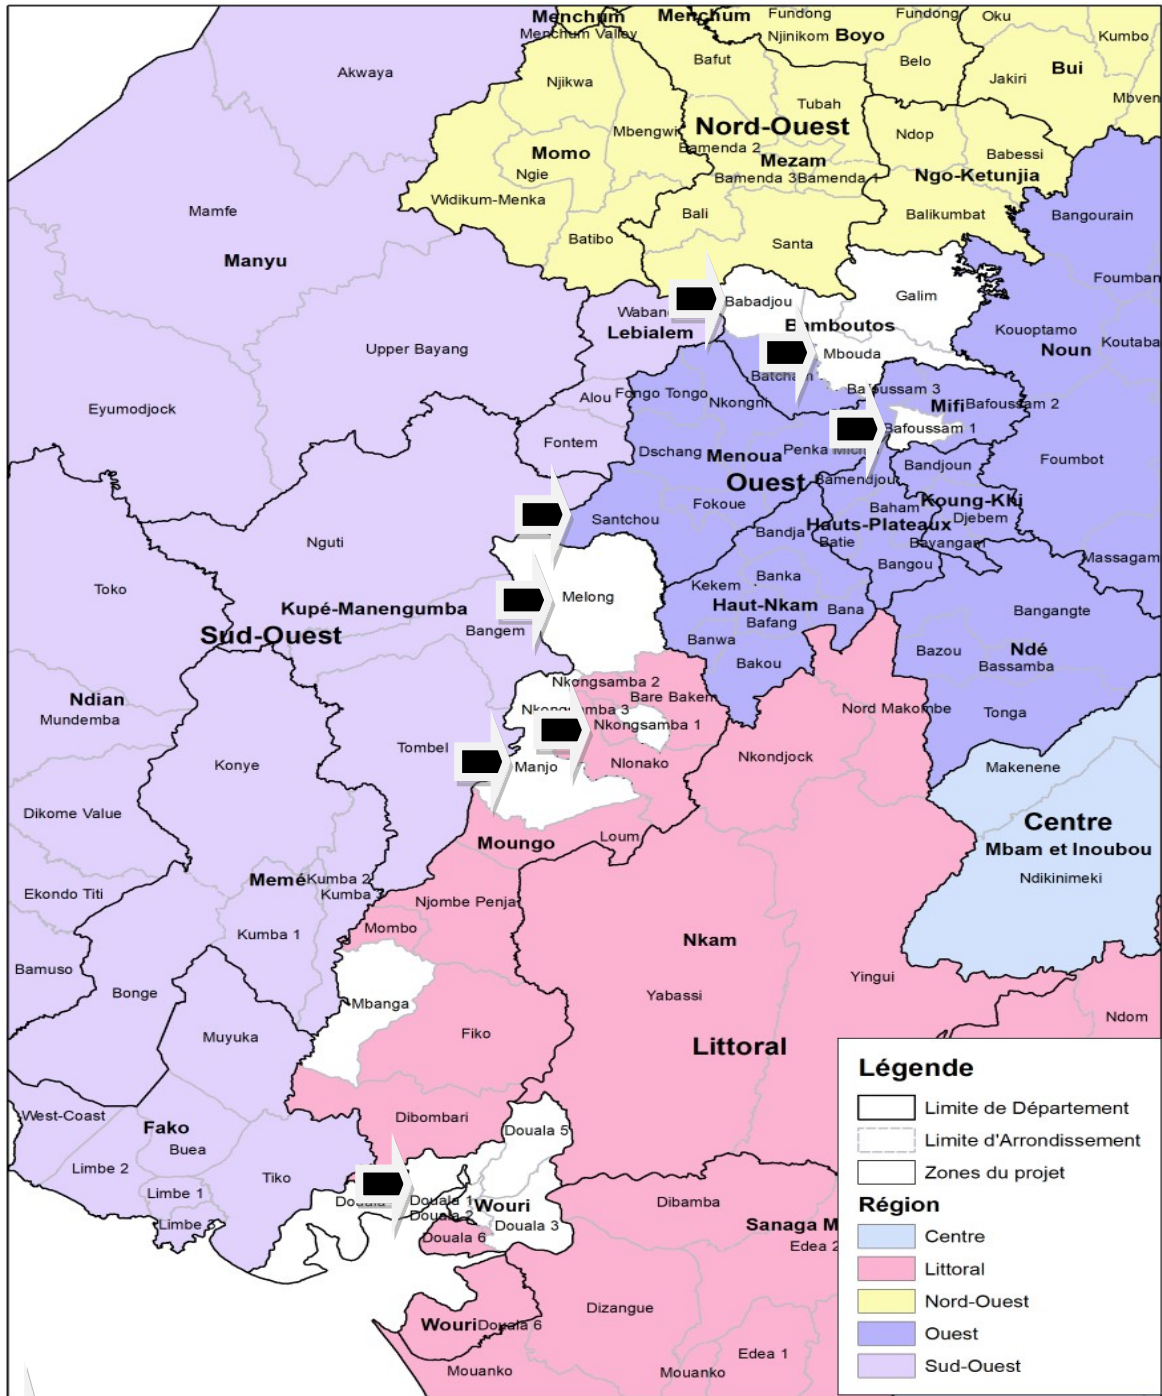 Menchum
Menchum Valley
Menchum
Fundong
Njinikom
Boyo
Fundong
Oku
Kumbo
Akwaya
Njikwa
Bafut
Belo
Jakiri
Bui
Mbven
Tubah
Mbengwi
Nord-Ouest
Bamenda 2
Ndop
Momo
Ngie
Mezam
Bamenda 3
Bamenda 1
Babessi
Ngo-Ketunjia
Widikum-Menka
Mamfe
Bali
Balikumbat
Bangourain
Batibo
Santa
Manyu
Foumban
Babadjou
Galim
Lebialem
Bamboutos
Kouoptamo
Koutaba
Upper Bayang
Mbouda
Noun
Alou
Fongo Tongo
Nkongni
Bafoussam 3
Mifi
Bafoussam 2
Eyumodjock
Bafoussam 1
Fontem
Dschang
Menoua
Bandjoun
Foumbot
Ouest
Bamendjou
Koung-Khi
Santchou
Fokoue
Baham
Djebem
Hauts-Plateaux
Bandja
Batie
Bayangam
Nguti
Massagam
Bangou
Toko
Melong
Kekem
Banka
Kupé-Manengumba
Haut-Nkam
Bana
Bangangte
Bafang
Sud-Ouest
Bangem
Banwa
Bazou
Ndé
Bakou
Bassamba
Ndian
Mundemba
Nkongsamba 2
Bare Baken
Nkongsamba 3
Nkongsamba 1
Nord Makombe
Tonga
Tombel
Konye
Manjo
Nlonako
Nkondjock
Makenene
Dikome Value
Moungo
Loum
Centre
Mbam et Inoubou
Ndikinimeki
Ekondo Titi
Memé
Kumba 2
Kumba 3
Njombe Penja
Kumba 1
Mombo
Nkam
Bamuso
Bonge
Mbanga
Yabassi
Yingui
Muyuka
Fiko
Ndom
Littoral
West-Coast
Fako
Buea
Dibombari
Douala 5
Limbe 2
Tiko
Limbe 1
Limbe 3
Douala
Douala 1
Douala 2
Wouri
Douala 3
Douala 6
Dibamba
Sanaga M
Edea 2
Dizangue
Wouri
Douala 6
Edea 1
Mouanko
Mouanko
Légende
Limite de Département
Limite d'Arrondissement
Zones du projet
Région
Centre
Littoral
Nord-Ouest
Ouest
Sud-Ouest